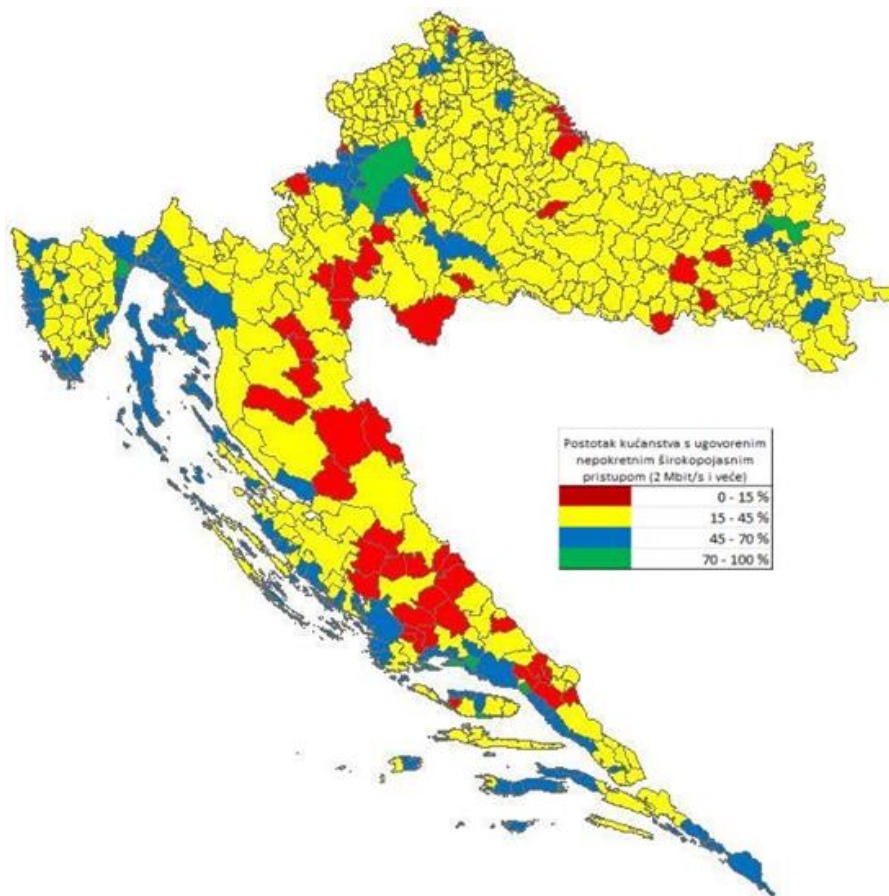 Postotak kućanstva s ugovorenim
nepokretnim širokopojasnim
pristupom (2 Mbit/s i veće)
0 - 15 %
15 - 45 %
45 - 70 %
70 - 100 %